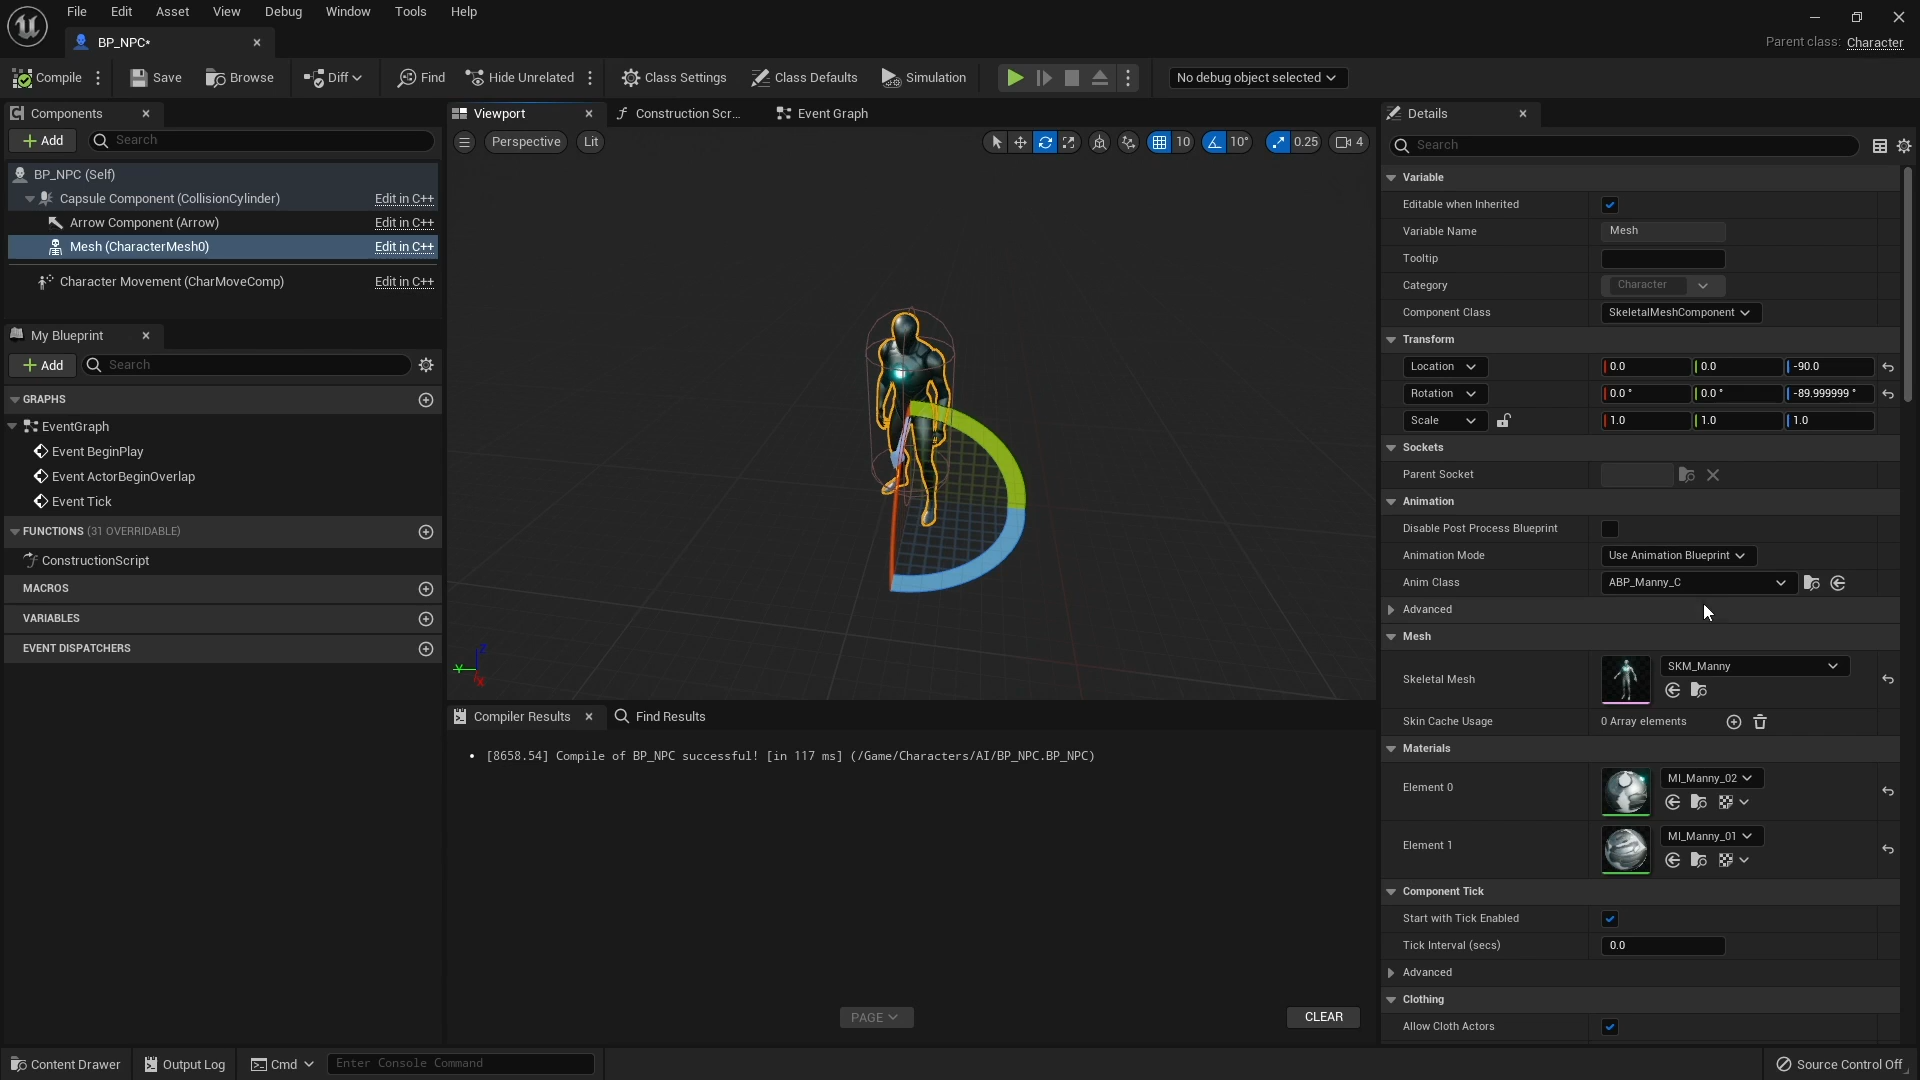 File Edit Asset View Debug Window Tools Help
BP_NPC*
Parent class: Character
Compile Save Browse Diff Find Hide Unrelated Class Settings Class Defaults Simulation No debug object selected
Components
Add Search
BP_NPC (Self)
Capsule Component (CollisionCylinder) Edit in C++
Arrow Component (Arrow) Edit in C++
Mesh (CharacterMesh0) Edit in C++
Character Movement (CharMoveComp) Edit in C++
My Blueprint
Add Search
GRAPHS
EventGraph
Event BeginPlay
Event ActorBeginOverlap
Event Tick
FUNCTIONS (31 OVERRIDABLE)
ConstructionScript
MACROS
VARIABLES
EVENT DISPATCHERS
Viewport Construction Scr... Event Graph
Perspective Lit 10 10° 0.25 4
Z
Y
X
Compiler Results Find Results
[8658.54] Compile of BP_NPC successful! [in 117 ms] (/Game/Characters/AI/BP_NPC.BP_NPC)
PAGE CLEAR
Details
Search
Variable
Editable when Inherited
Variable Name Mesh
Tooltip
Category Character
Component Class SkeletalMeshComponent
Transform
Location 0.0 0.0 -90.0
Rotation 0.0 ° 0.0 ° -89.999999 °
Scale 1.0 1.0 1.0
Sockets
Parent Socket
Animation
Disable Post Process Blueprint
Animation Mode Use Animation Blueprint
Anim Class ABP_Manny_C
Advanced
Mesh
Skeletal Mesh SKM_Manny
Skin Cache Usage 0 Array elements
Materials
Element 0 MI_Manny_02
Element 1 MI_Manny_01
Component Tick
Start with Tick Enabled
Tick Interval (secs) 0.0
Advanced
Clothing
Allow Cloth Actors
Content Drawer Output Log Cmd Enter Console Command Source Control Off